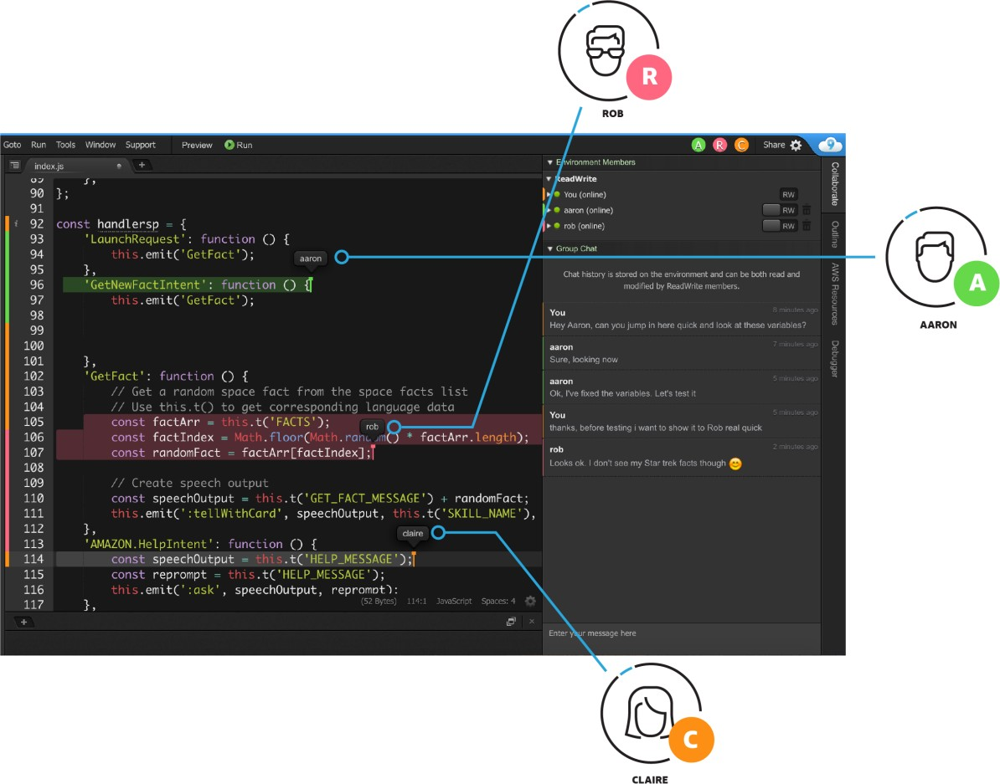 R
ROB
Goto Run Tools Window Support Preview Run
A R C Share 9
index.js
89 },
90 };
91
92 const handlersp = {
93 'LaunchRequest': function () {
94 this.emit('GetFact');
95 },
96 'GetNewFactIntent': function () {
97 this.emit('GetFact');
98
99
100
101 },
102 'GetFact': function () {
103 // Get a random space fact from the space facts list
104 // Use this.t() to get corresponding language data
105 const factArr = this.t('FACTS');
106 const factIndex = Math.floor(Math.random() * factArr.length);
107 const randomFact = factArr[factIndex];
108
109 // Create speech output
110 const speechOutput = this.t('GET_FACT_MESSAGE') + randomFact;
111 this.emit(':tellWithCard', speechOutput, this.t('SKILL_NAME'),
112 },
113 'AMAZON.HelpIntent': function () {
114 const speechOutput = this.t('HELP_MESSAGE');
115 const reprompt = this.t('HELP_MESSAGE');
116 this.emit(':ask', speechOutput, reprompt);
117 },
aaron
rob
claire
(52 Bytes) 114:1 JavaScript Spaces: 4
Environment Members
ReadWrite
You (online) RW
aaron (online) RW
rob (online) RW
Group Chat
Chat history is stored on the environment and can be both read and
modified by ReadWrite members.
You 8 minutes ago
Hey Aaron, can you jump in here quick and look at these variables?
aaron 7 minutes ago
Sure, looking now
aaron 5 minutes ago
Ok, I've fixed the variables. Let's test it
You 5 minutes ago
thanks, before testing i want to show it to Rob real quick
rob 2 minutes ago
Looks ok. I don't see my Star trek facts though 😊
Enter your message here
Collaborate
Outline
AWS Resources
Debugger
A
AARON
C
CLAIRE